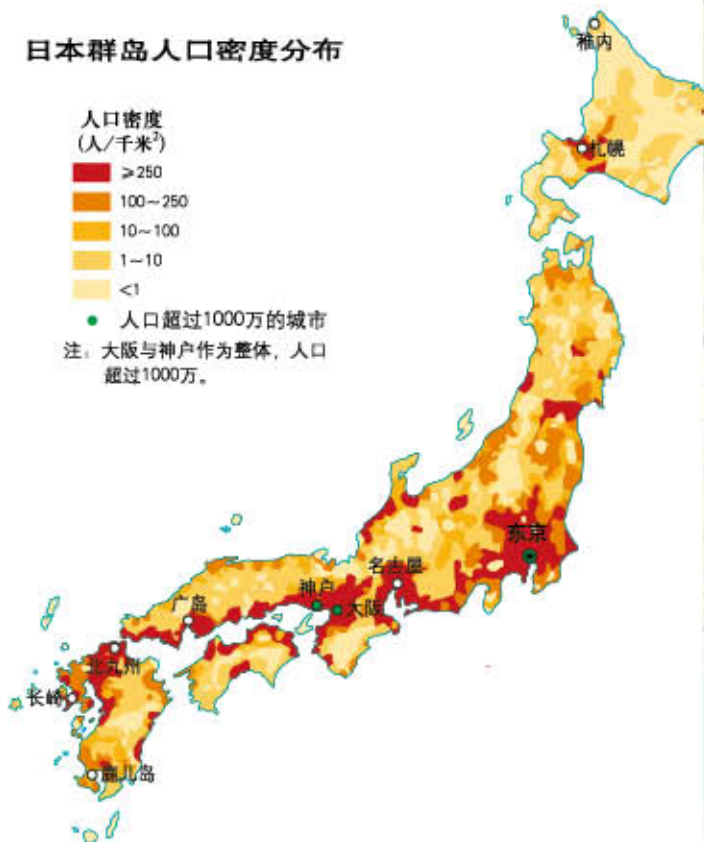 日本群岛人口密度分布
人口密度
(人/千米²)
≥250
100~250
10~100
1~10
<1
人口超过1000万的城市
注：大阪与神户作为整体，人口
超过1000万。
稚内
札幌
东京
名古屋
神户
大阪
广岛
北九州
长崎
鹿儿岛